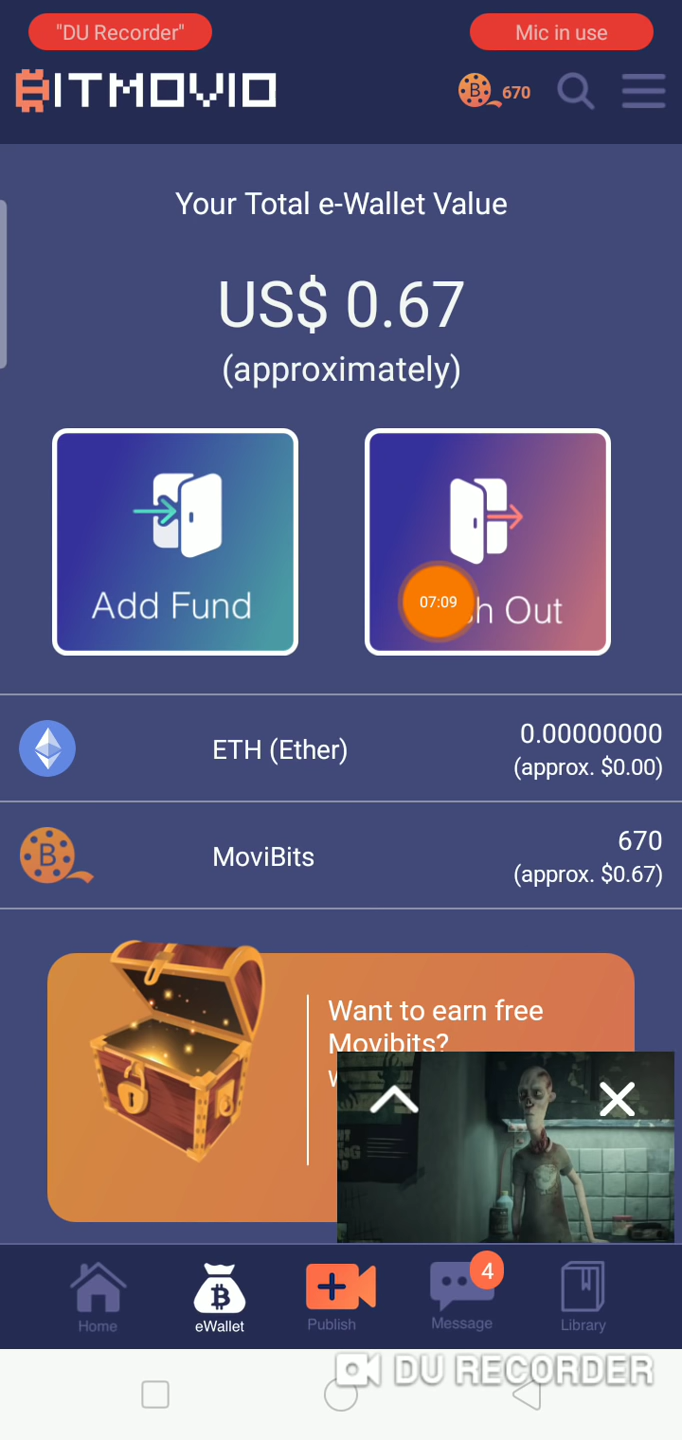 "DU Recorder"
Mic in use
BITMOVIO
670
Your Total e-Wallet Value
US$ 0.67
(approximately)
Add Fund
07:09
h Out
ETH (Ether)
0.00000000
(approx. $0.00)
MoviBits
670
(approx. $0.67)
Want to earn free
Movibits?
4
Home
eWallet
Publish
Message
Library
DU RECORDER